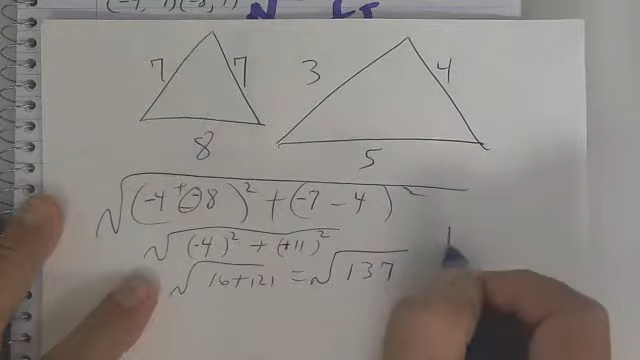 7 7 3 4
8 5
√(-4 + -8)² + (-7 - 4)²
√(-4)² + (+11)²
√16+121 = √137